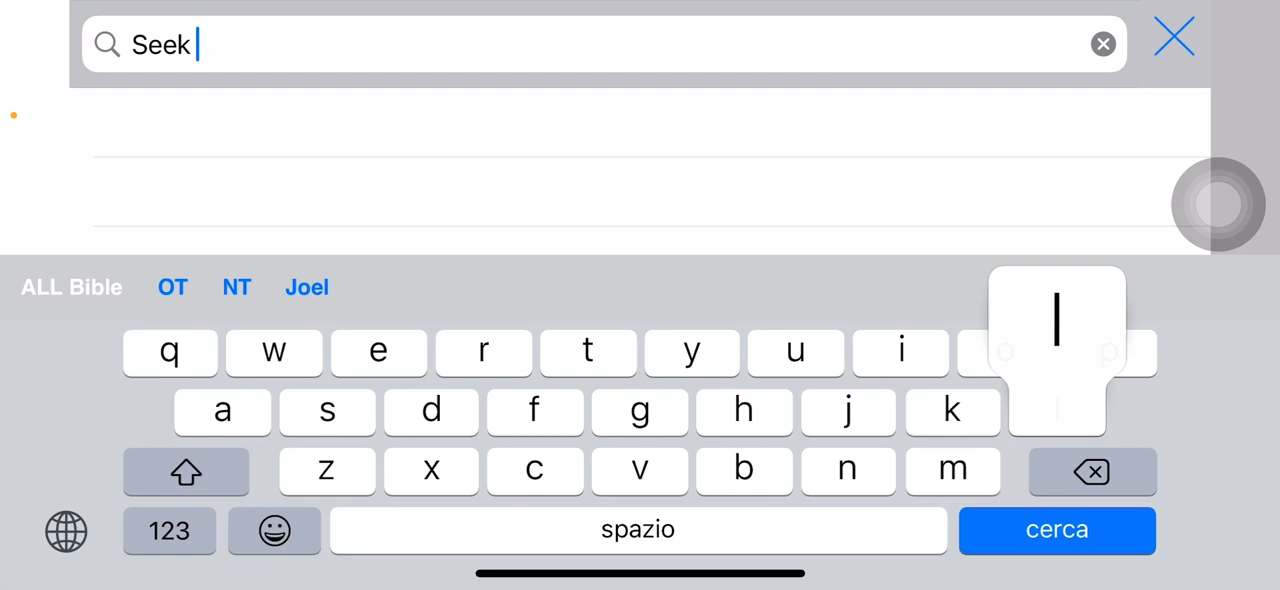 Seek
ALL Bible OT NT Joel
l
q w e r t y u i o p
a s d f g h j k l
z x c v b n m
123 spazio cerca